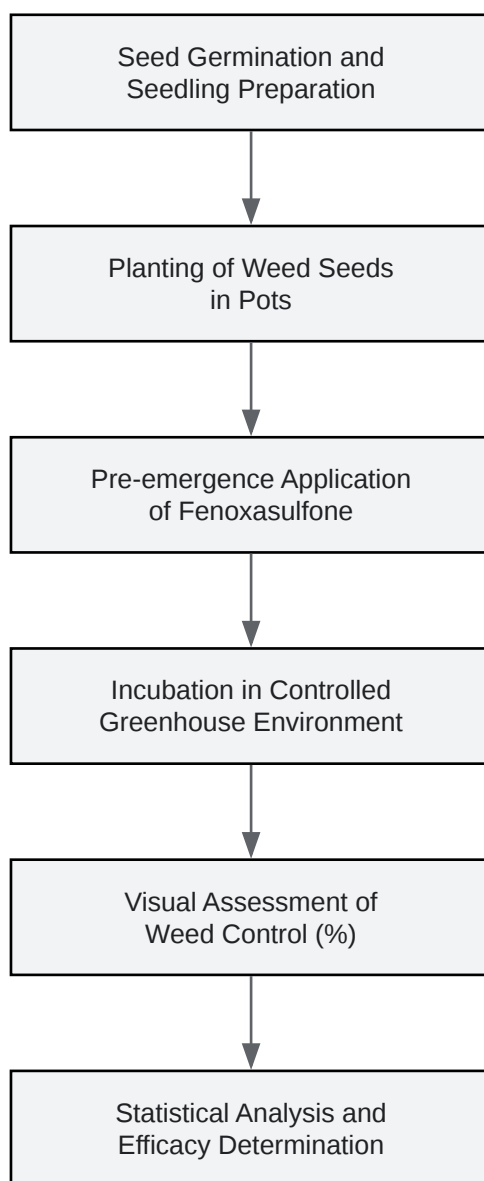 Seed Germination and
Seedling Preparation
Planting of Weed Seeds
in Pots
Pre-emergence Application
of Fenoxasulfone
Incubation in Controlled
Greenhouse Environment
Visual Assessment of
Weed Control (%)
Statistical Analysis and
Efficacy Determination